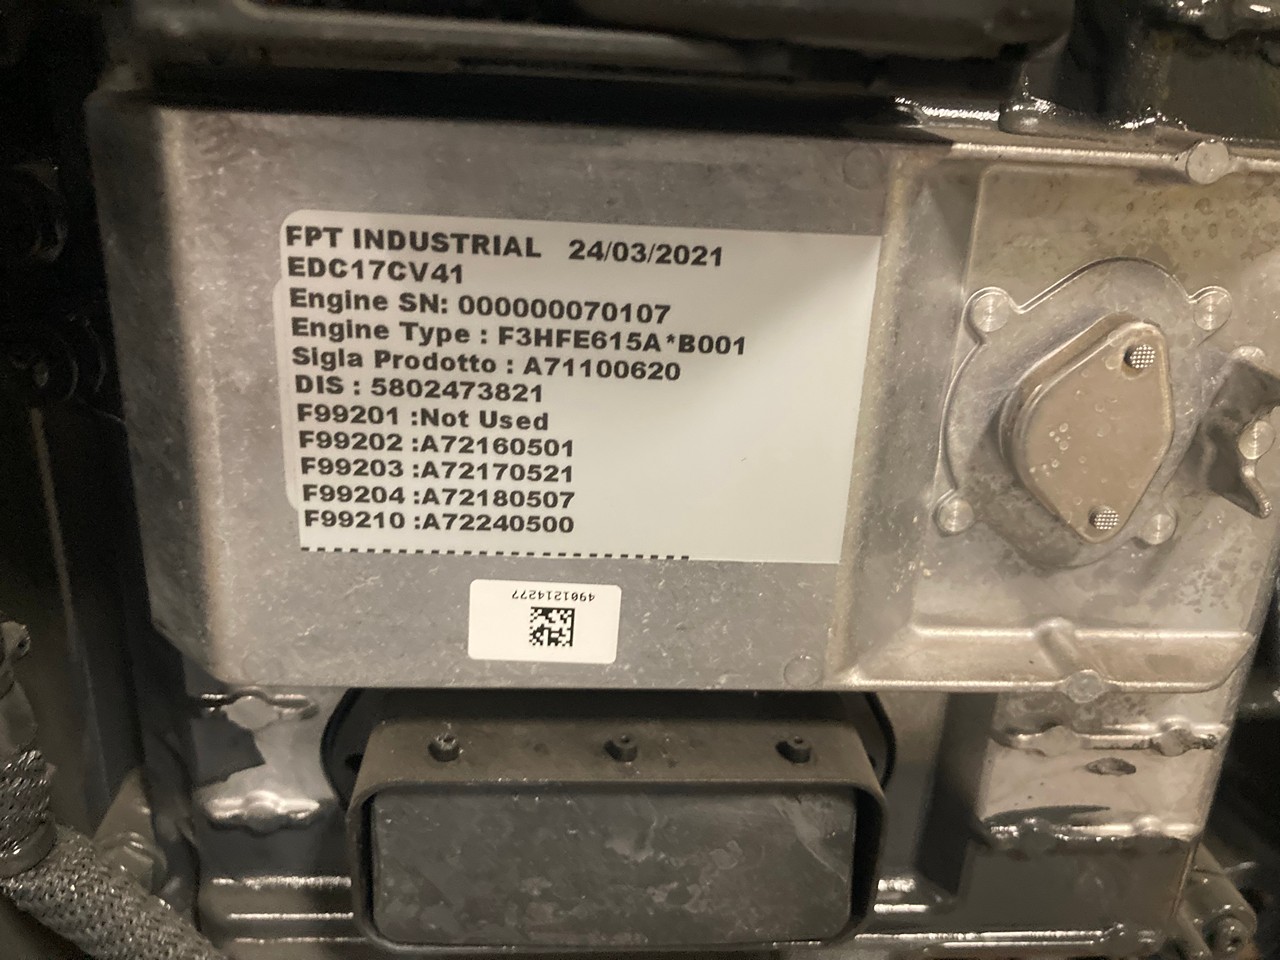 FPT INDUSTRIAL 24/03/2021
EDC17CV41
Engine SN: 000000070107
Engine Type : F3HFE615A*B001
Sigla Prodotto : A71100620
DIS : 5802473821
F99201 :Not Used
F99202 :A72160501
F99203 :A72170521
F99204 :A72180507
F99210 :A72240500
4901214277